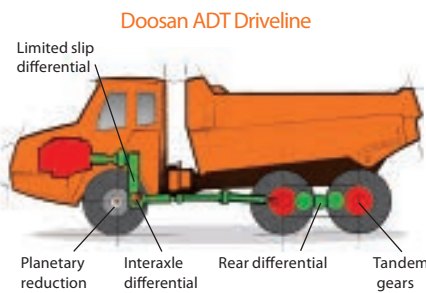 Doosan ADT Driveline
Limited slip
differential
Planetary
reduction
Interaxle
differential
Rear differential
Tandem
gears